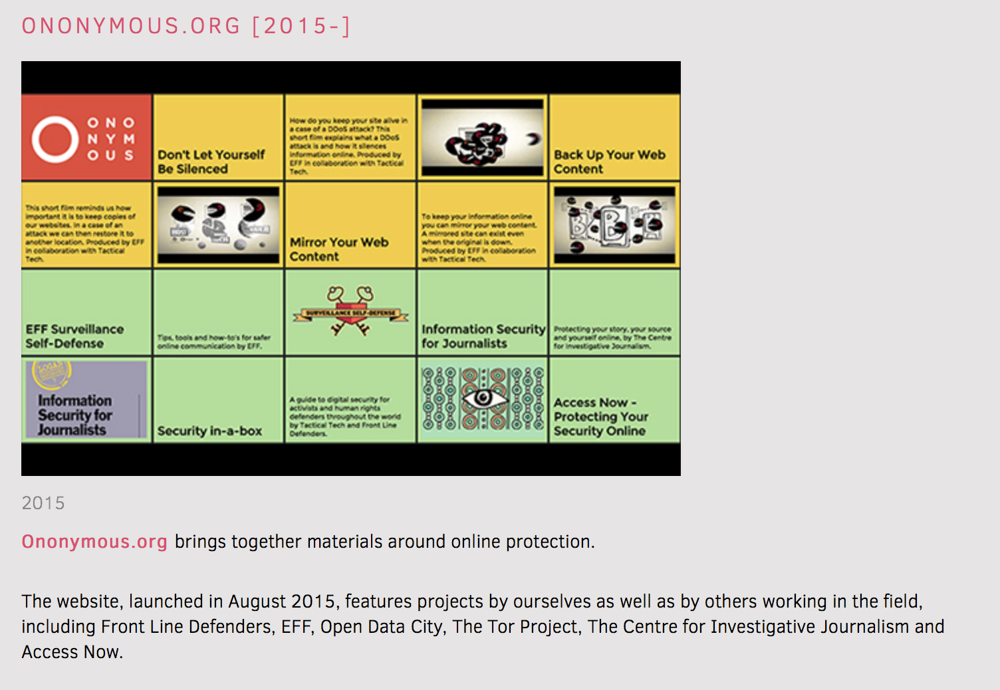 ONONYMOUS.ORG [2015-]
ONO
NYM
OUS
Don't Let Yourself
Be Silenced
How do you keep your site alive in
a case of a DDoS attack? This
short film explains what a DDoS
attack is and how it silences
information online. Produced by
EFF in collaboration with Tactical
Tech.
Back Up Your Web
Content
This short film reminds us how
important it is to keep copies of
our websites. In a case of an
attack we can then restore it to
another location. Produced by EFF
in collaboration with Tactical
Tech.
HOST
Mirror Your Web
Content
To keep your information online
you can mirror your web content.
A mirrored site can exist even
when the original is down.
Produced by EFF in collaboration
with Tactical Tech.
EFF Surveillance
Self-Defense
Tips, tools and how-to's for safer
online communication by EFF.
SURVEILLANCE SELF-DEFENSE
Information Security
for Journalists
Protecting your story, your source
and yourself online, by The Centre
for Investigative Journalism.
LOGAN
Information
Security for
Journalists
Security in-a-box
A guide to digital security for
activists and human rights
defenders throughout the world
by Tactical Tech and Front Line
Defenders.
Access Now -
Protecting Your
Security Online
2015
Ononymous.org brings together materials around online protection.
The website, launched in August 2015, features projects by ourselves as well as by others working in the field,
including Front Line Defenders, EFF, Open Data City, The Tor Project, The Centre for Investigative Journalism and
Access Now.